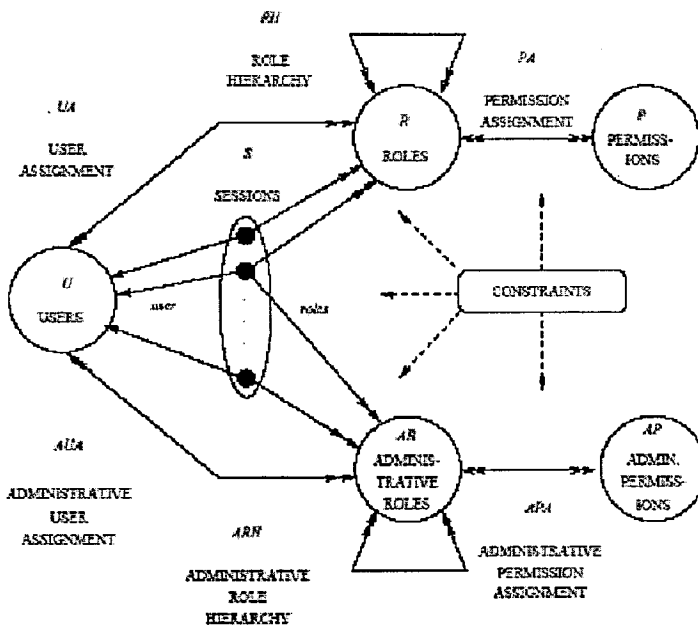 RH
ROLE
HIERARCHY
PA
PERMISSION
ASSIGNMENT
UA
USER
ASSIGNMENT
S
SESSIONS
R
ROLES
P
PERMISS-
IONS
U
USERS
user
roles
CONSTRAINTS
AUA
ADMINISTRATIVE
USER
ASSIGNMENT
AR
ADMINIS-
TRATIVE
ROLES
AP
ADMIN.
PERMISS-
IONS
ARH
ADMINISTRATIVE
ROLE
HIERARCHY
APA
ADMINISTRATIVE
PERMISSION
ASSIGNMENT